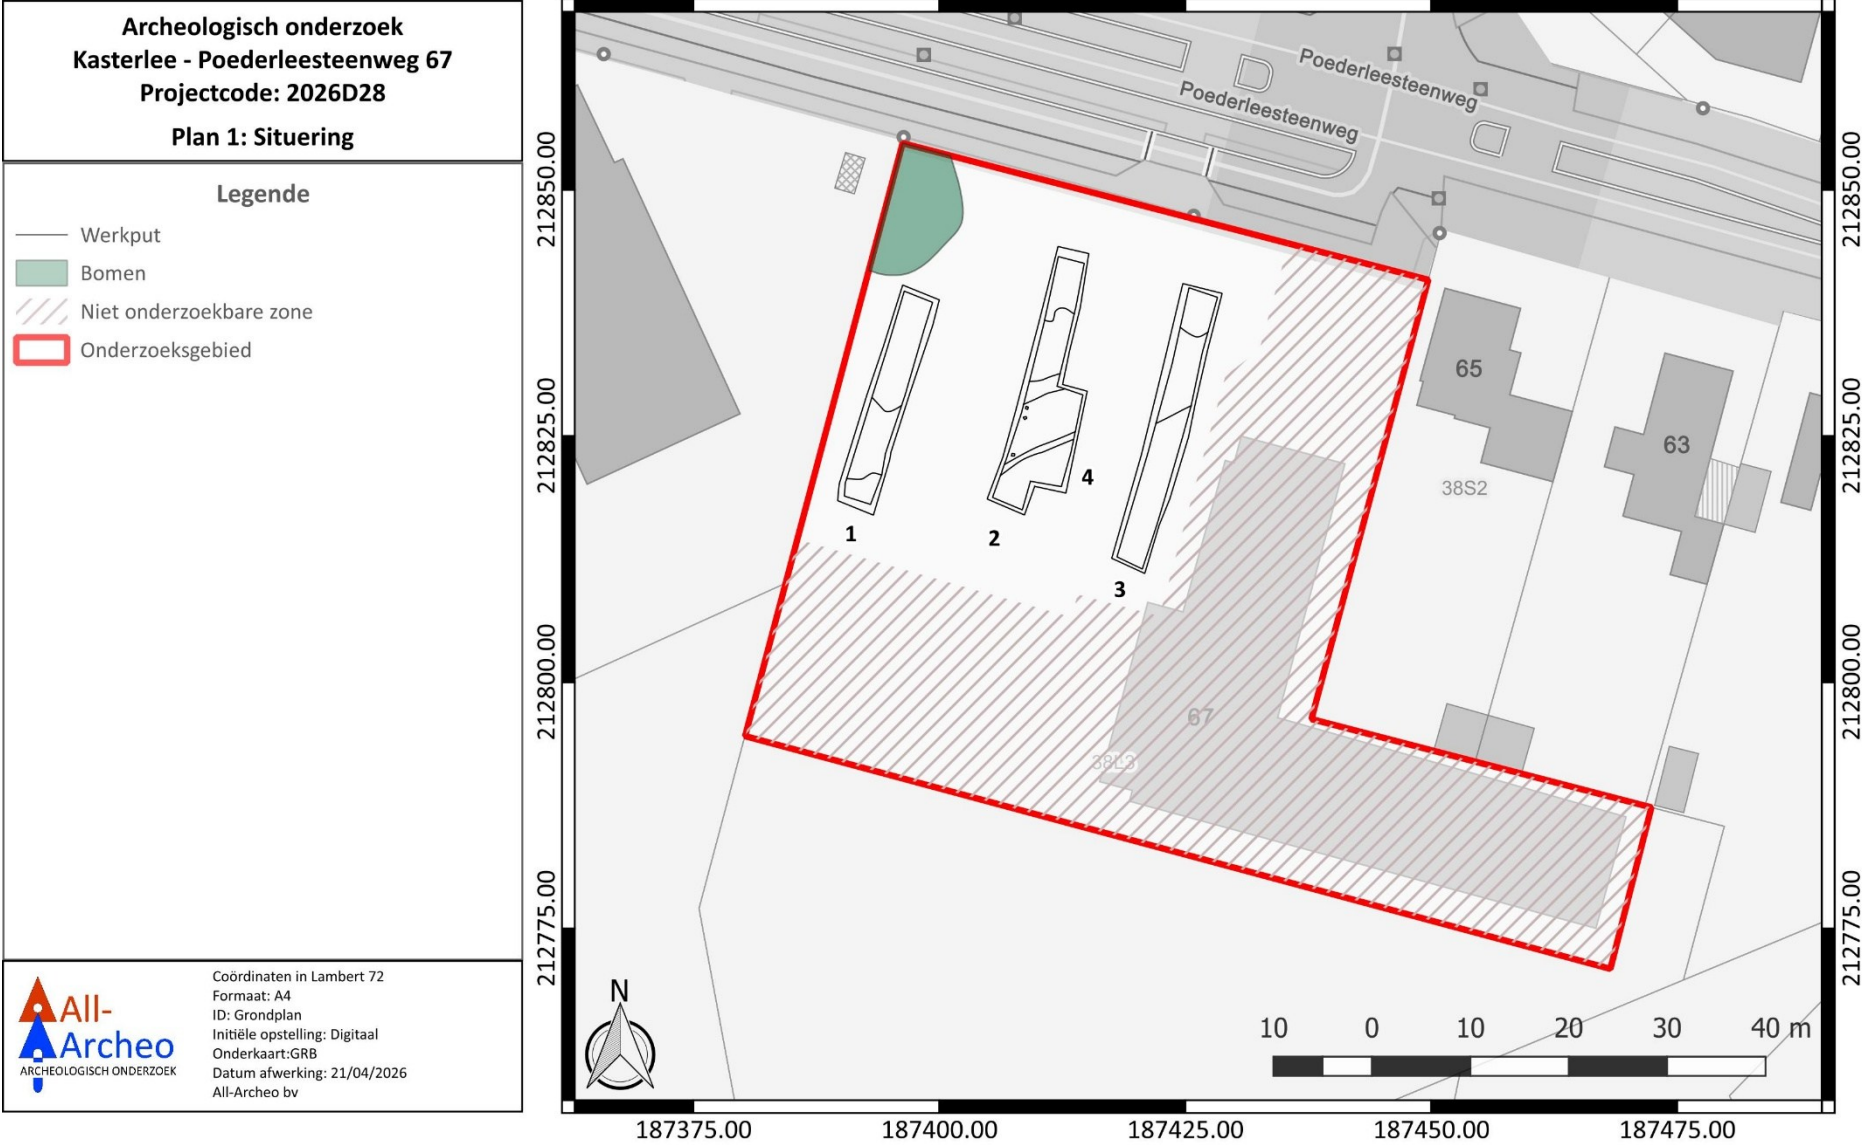 Archeologisch onderzoek
Kasterlee - Poederleesteenweg 67
Projectcode: 2026D28
Plan 1: Situering
Legende
Werkput
Bomen
Niet onderzoekbare zone
Onderzoeksgebied
All-
Archeo
ARCHEOLOGISCH ONDERZOEK
Coördinaten in Lambert 72
Formaat: A4
ID: Grondplan
Initiële opstelling: Digitaal
Onderkaart:GRB
Datum afwerking: 21/04/2026
All-Archeo bv
Poederleesteenweg
Poederleesteenweg
212850.00
212850.00
212825.00
212825.00
212800.00
212800.00
212775.00
212775.00
65
63
38S2
4
1
2
3
67
38L3
N
10 0 10 20 30 40 m
187375.00 187400.00 187425.00 187450.00 187475.00